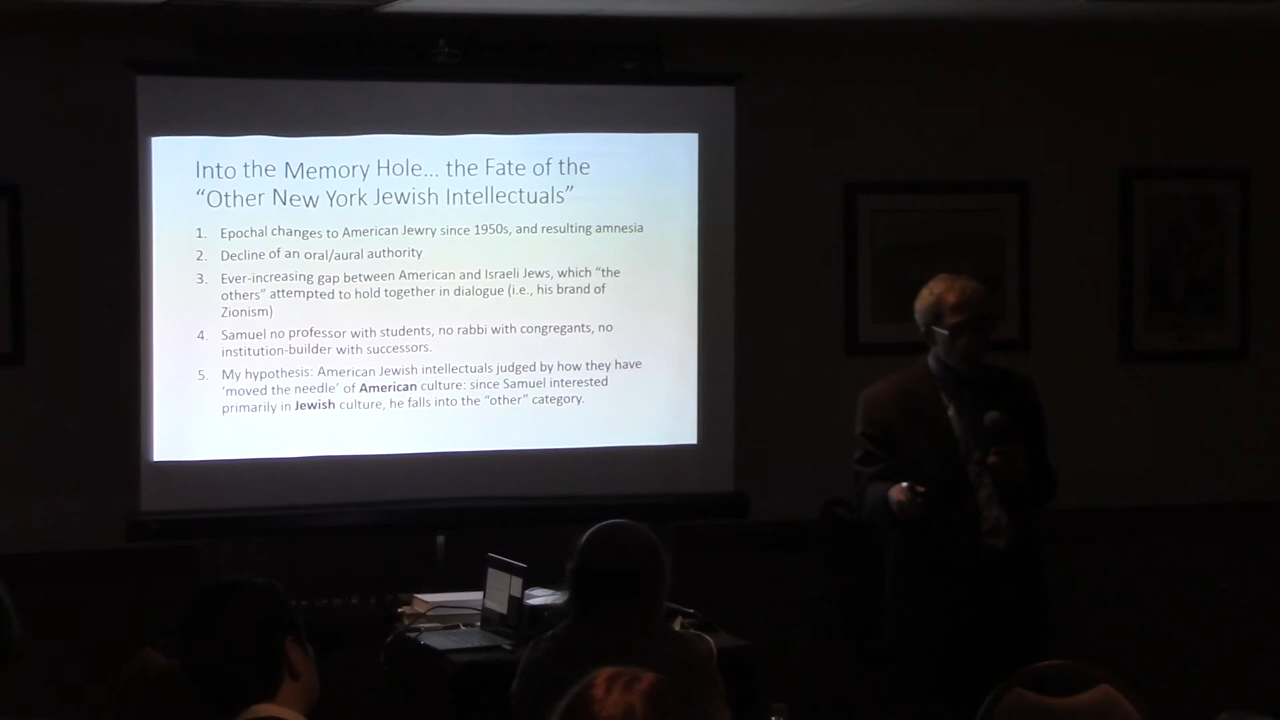 Into the Memory Hole... the Fate of the
“Other New York Jewish Intellectuals”
1. Epochal changes to American Jewry since 1950s, and resulting amnesia
2. Decline of an oral/aural authority
3. Ever-increasing gap between American and Israeli Jews, which “the
others” attempted to hold together in dialogue (i.e., his brand of
Zionism)
4. Samuel no professor with students, no rabbi with congregants, no
institution-builder with successors.
5. My hypothesis: American Jewish intellectuals judged by how they have
‘moved the needle’ of American culture: since Samuel interested
primarily in Jewish culture, he falls into the “other” category.